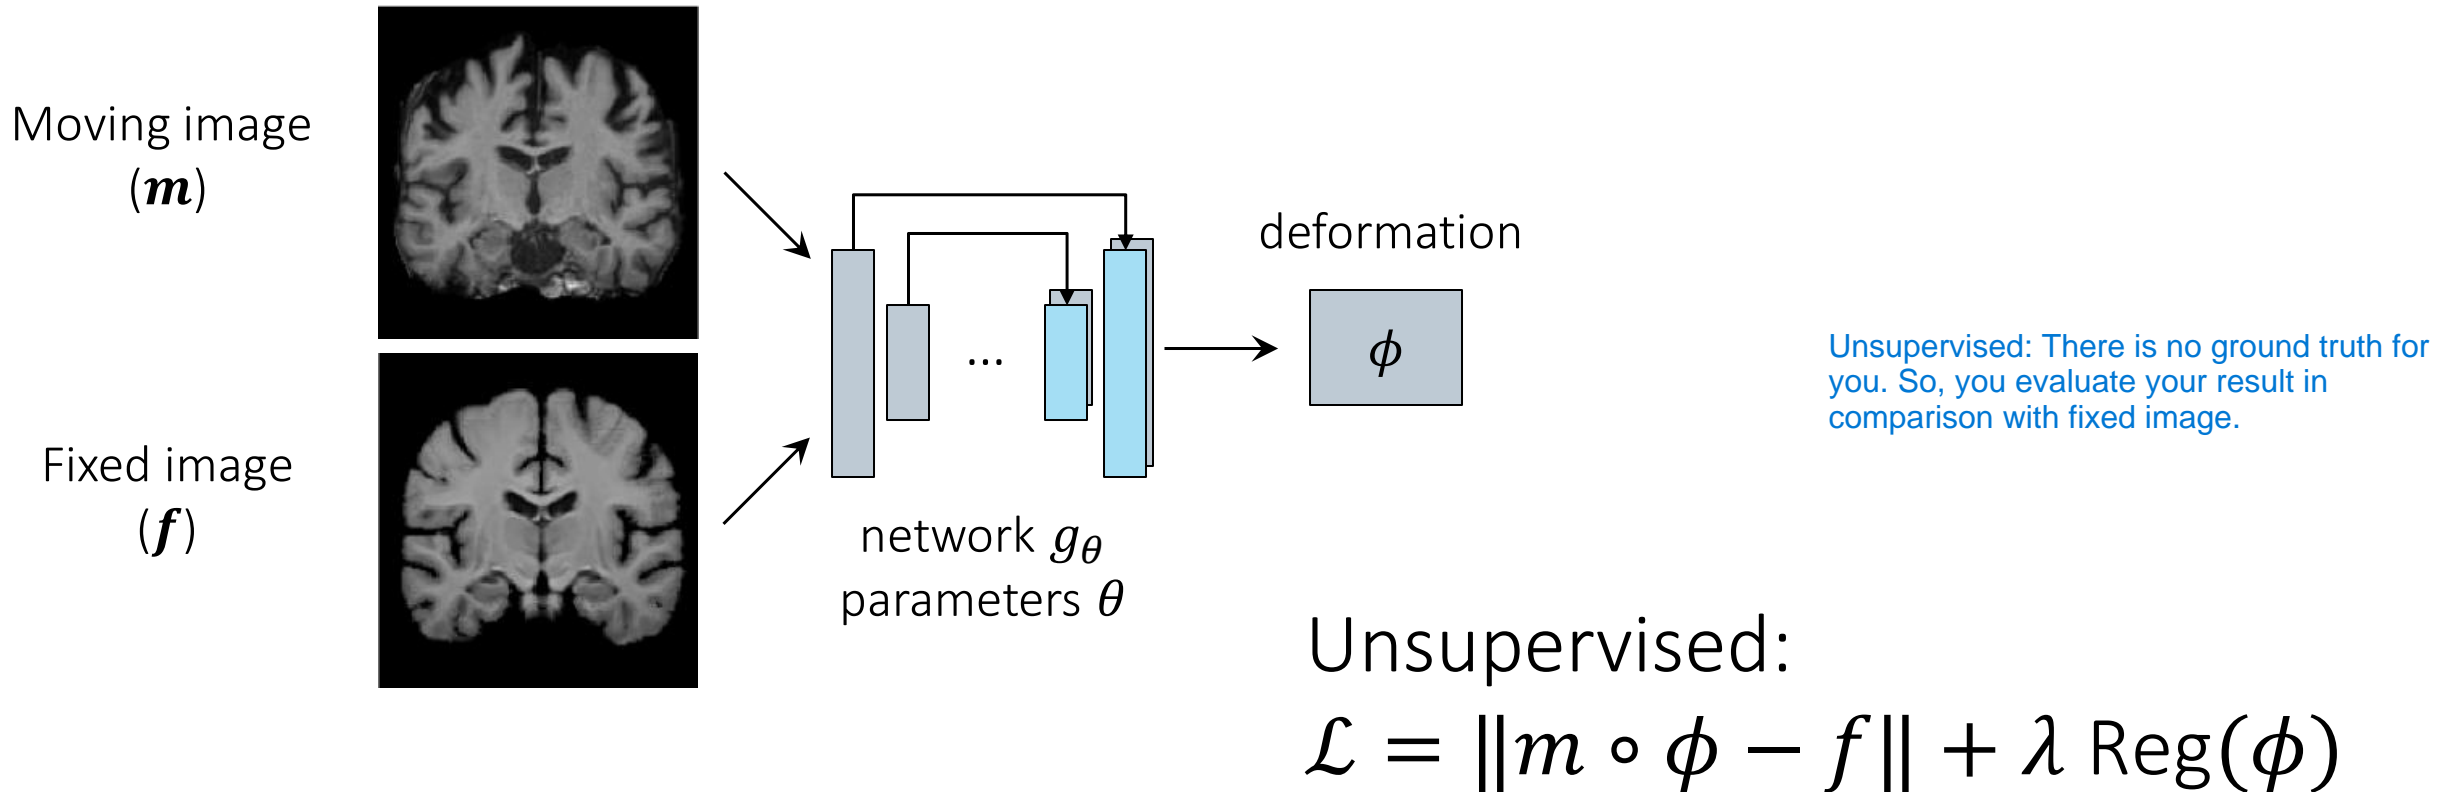 Moving image
(m)
Fixed image
(f)
...
network gθ
parameters θ
deformation
ϕ
Unsupervised: There is no ground truth for
you. So, you evaluate your result in
comparison with fixed image.
Unsupervised:
ℒ = ‖m ∘ ϕ − f‖ + λ Reg(ϕ)